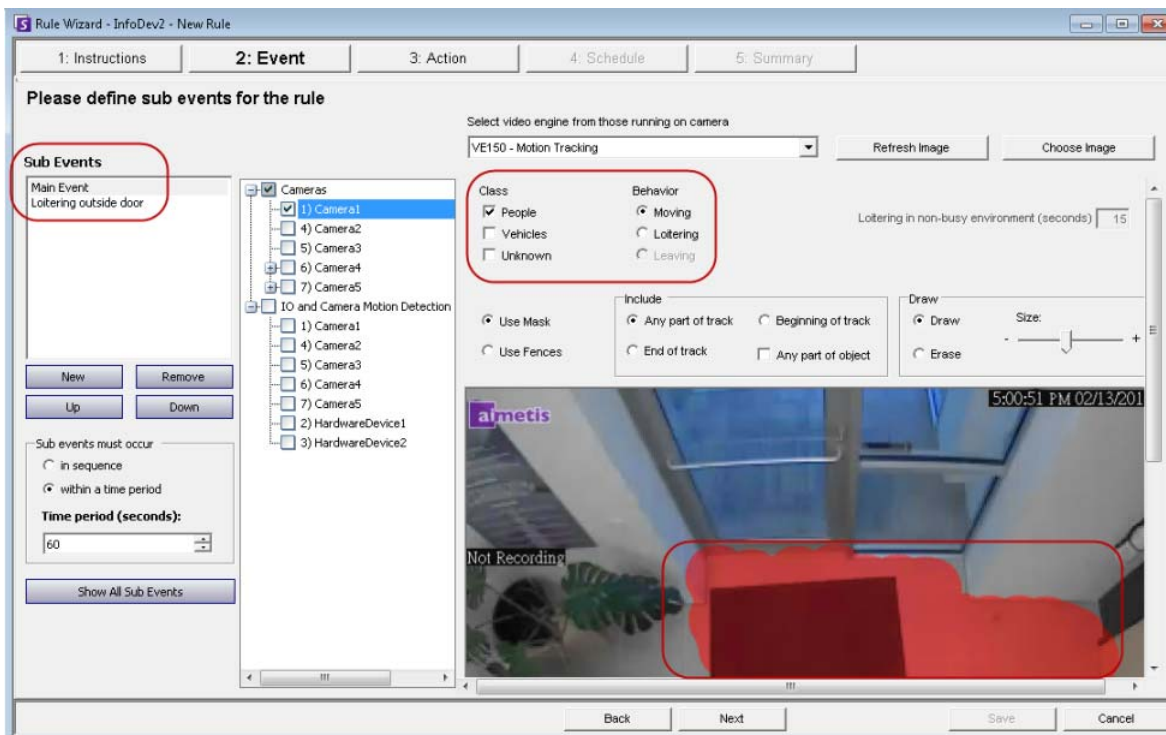 Rule Wizard - InfoDev2 - New Rule
1: Instructions
2: Event
3: Action
4: Schedule
5: Summary
Please define sub events for the rule
Select video engine from those running on camera
VE150 - Motion Tracking
Refresh Image
Choose Image
Sub Events
Main Event
Loitering outside door
New
Remove
Up
Down
Sub events must occur
in sequence
within a time period
Time period (seconds):
60
Show All Sub Events
Cameras
1) Camera1
4) Camera2
5) Camera3
6) Camera4
7) Camera5
IO and Camera Motion Detection
1) Camera1
4) Camera2
5) Camera3
6) Camera4
7) Camera5
2) HardwareDevice1
3) HardwareDevice2
Class
People
Vehicles
Unknown
Behavior
Moving
Loitering
Leaving
Loitering in non-busy environment (seconds) 15
Use Mask
Use Fences
Include
Any part of track
Beginning of track
End of track
Any part of object
Draw
Draw
Erase
Size:
- +
aimetis
5:00:51 PM 02/13/201
Not Recording
Back
Next
Save
Cancel